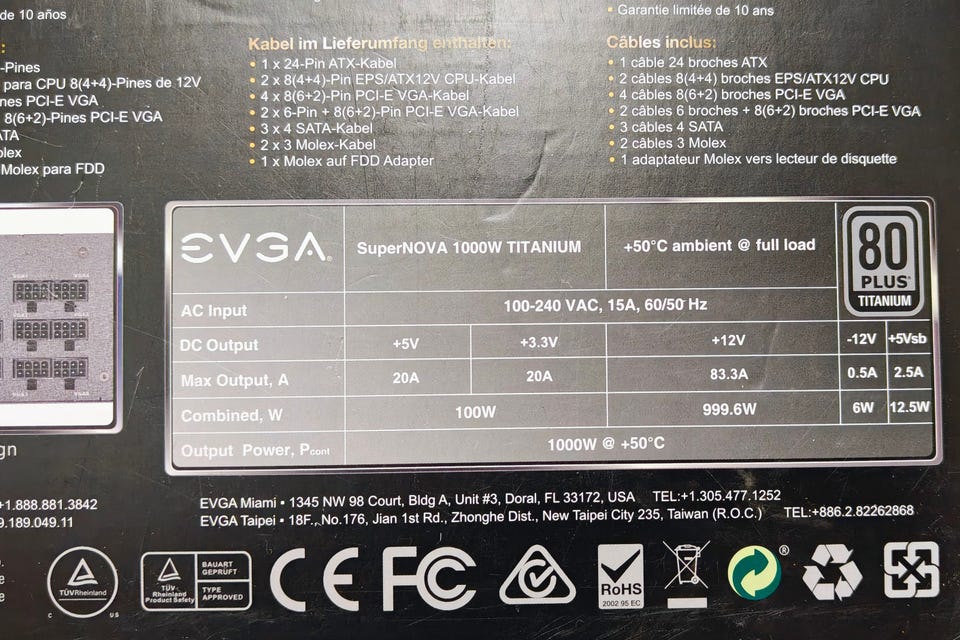 de 10 años
:
-Pines
para CPU 8(4+4)-Pines de 12V
nes PCI-E VGA
8(6+2)-Pines PCI-E VGA
ATA
olex
Molex para FDD
Kabel im Lieferumfang enthalten:
• 1 x 24-Pin ATX-Kabel
• 2 x 8(4+4)-Pin EPS/ATX12V CPU-Kabel
• 4 x 8(6+2)-Pin PCI-E VGA-Kabel
• 2 x 6-Pin + 8(6+2)-Pin PCI-E VGA-Kabel
• 3 x 4 SATA-Kabel
• 2 x 3 Molex-Kabel
• 1 x Molex auf FDD Adapter
• Garantie limitée de 10 ans
Câbles inclus:
• 1 câble 24 broches ATX
• 2 câbles 8(4+4) broches EPS/ATX12V CPU
• 4 câbles 8(6+2) broches PCI-E VGA
• 2 câbles 6 broches + 8(6+2) broches PCI-E VGA
• 3 câbles 4 SATA
• 2 câbles 3 Molex
• 1 adaptateur Molex vers lecteur de disquette
EVGA® SuperNOVA 1000W TITANIUM +50°C ambient @ full load
80
PLUS®
TITANIUM
AC Input 100-240 VAC, 15A, 60/50 Hz
DC Output +5V +3.3V +12V -12V +5Vsb
Max Output, A 20A 20A 83.3A 0.5A 2.5A
Combined, W 100W 999.6W 6W 12.5W
Output Power, Pcont 1000W @ +50°C
gn
+1.888.881.3842
9.189.049.11
EVGA Miami ▪ 1345 NW 98 Court, Bldg A, Unit #3, Doral, FL 33172, USA TEL:+1.305.477.1252
EVGA Taipei ▪ 18F., No.176, Jian 1st Rd., Zhonghe Dist., New Taipei City 235, Taiwan (R.O.C.) TEL:+886.2.82262868
e
e
TÜVRheinland
C US
TÜV
Rheinland
Product Safety
BAUART
GEPRÜFT
TYPE
APPROVED
CE
FC
RoHS
2002 95 EC
®